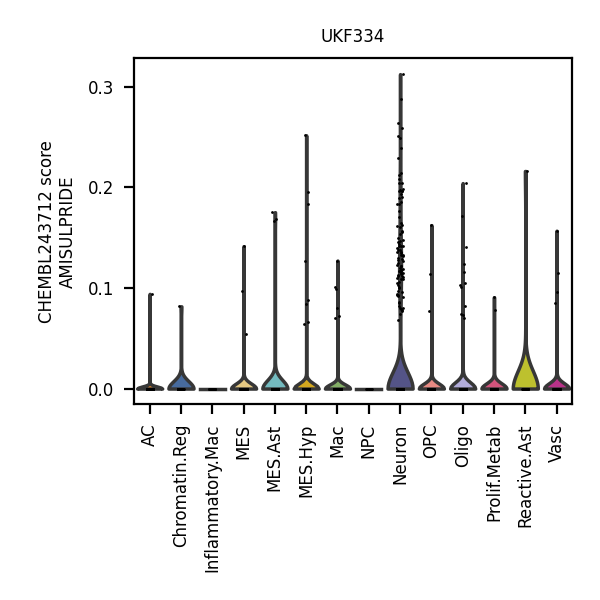 UKF334
CHEMBL243712 score
AMISULPRIDE
0.3
0.2
0.1
0.0
AC
Chromatin.Reg
Inflammatory.Mac
MES
MES.Ast
MES.Hyp
Mac
NPC
Neuron
OPC
Oligo
Prolif.Metab
Reactive.Ast
Vasc